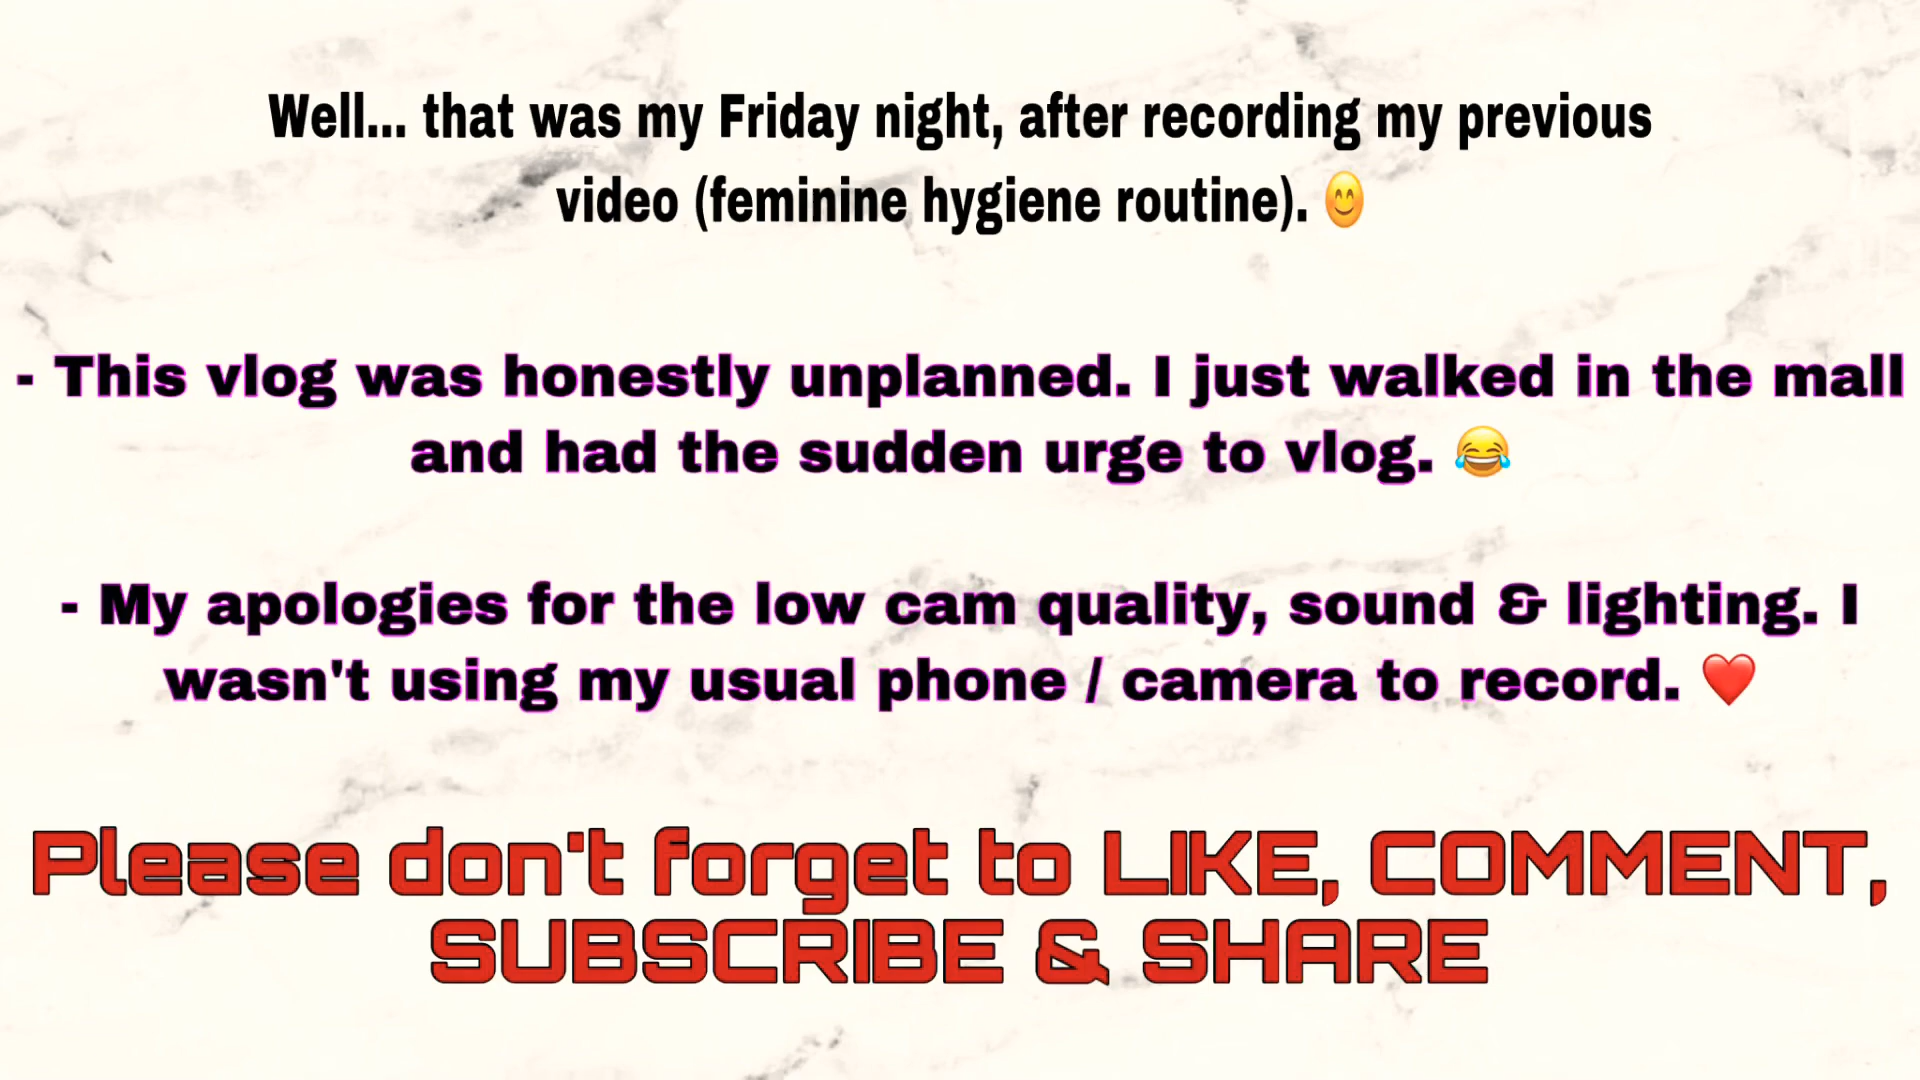 Well... that was my Friday night, after recording my previous
video (feminine hygiene routine). 😊
- This vlog was honestly unplanned. I just walked in the mall
and had the sudden urge to vlog. 😂
- My apologies for the low cam quality, sound & lighting. I
wasn't using my usual phone / camera to record. ❤️
Please don't forget to LIKE, COMMENT,
SUBSCRIBE & SHARE